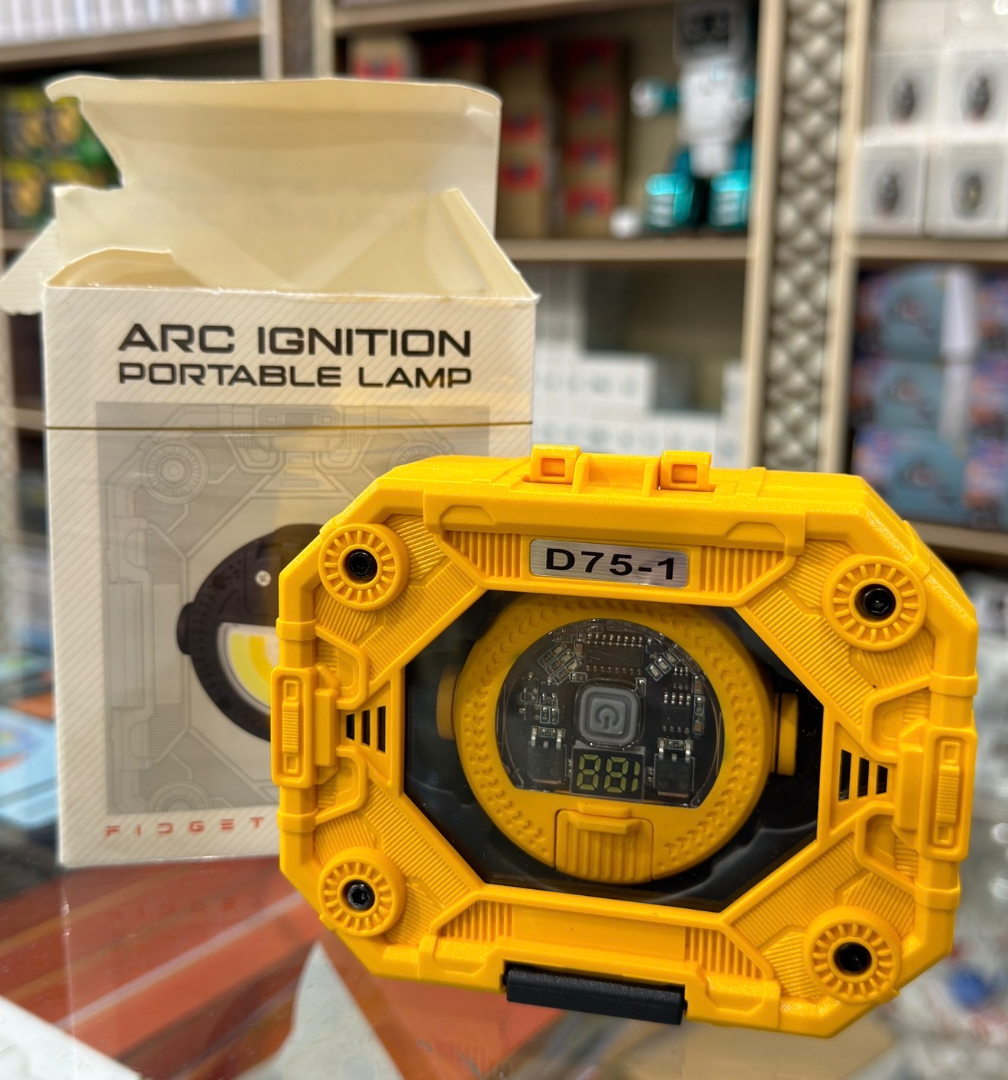 ARC IGNITION
PORTABLE LAMP
D75-1
FIDGET